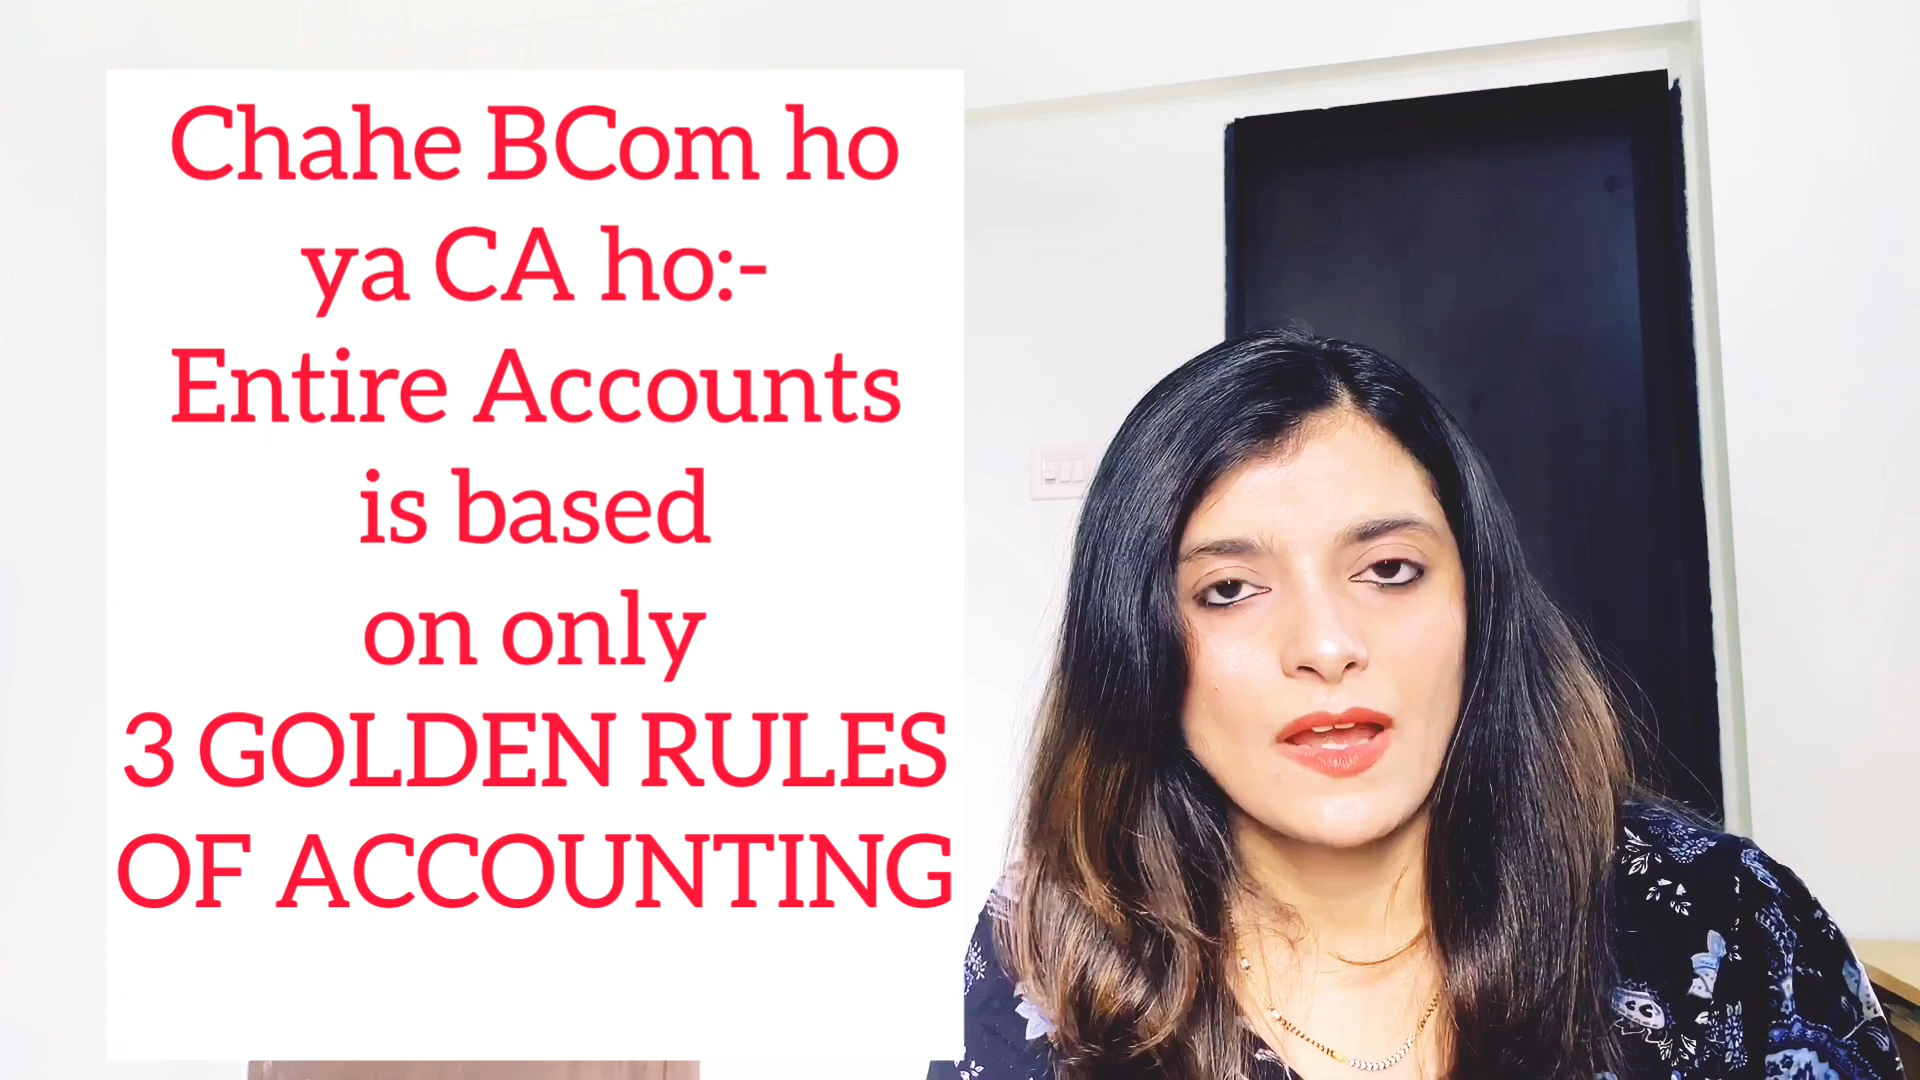 Chahe BCom ho
ya CA ho:-
Entire Accounts
is based
on only
3 GOLDEN RULES
OF ACCOUNTING